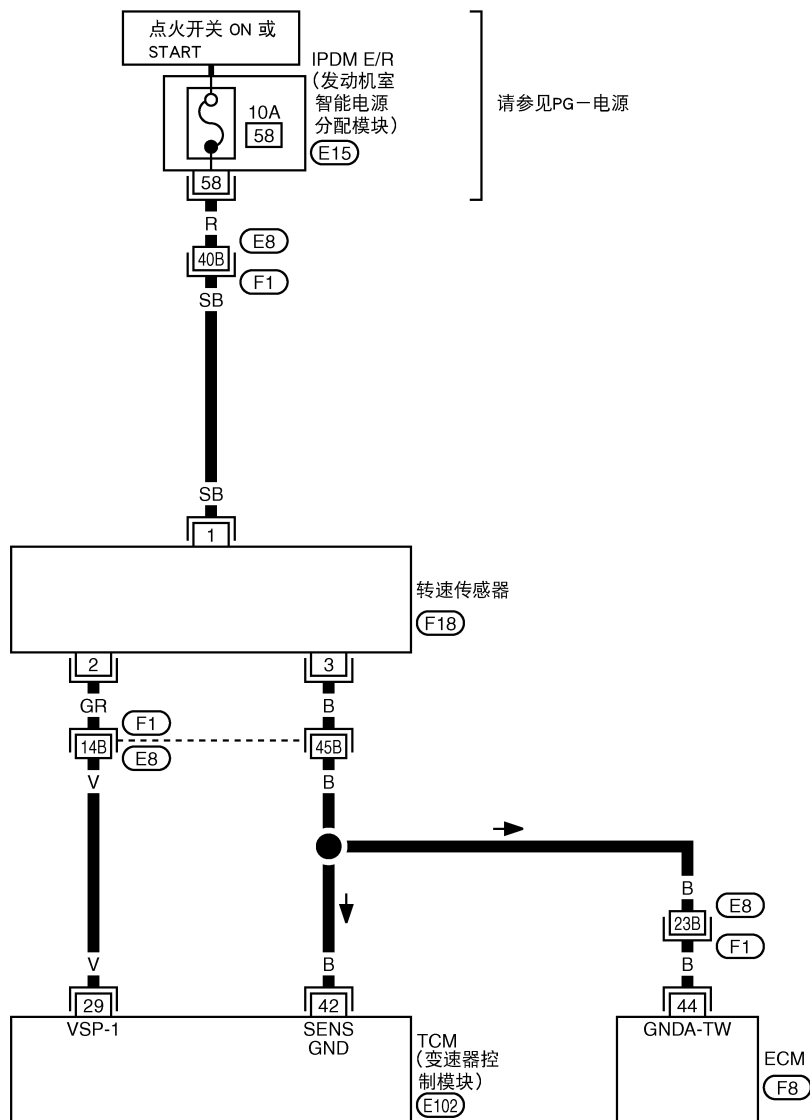 点火开关 ON 或
START
IPDM E/R
（发动机室
智能电源
分配模块）
E15
10A
58
请参见PG－电源
58
R
40B
E8
F1
SB
SB
1
转速传感器
F18
2
3
GR
B
F1
14B
45B
E8
V
B
B
E8
23B
F1
V
B
B
29
42
44
VSP-1
SENS
GND
GNDA-TW
TCM
（变速器控
制模块）
E102
ECM
F8